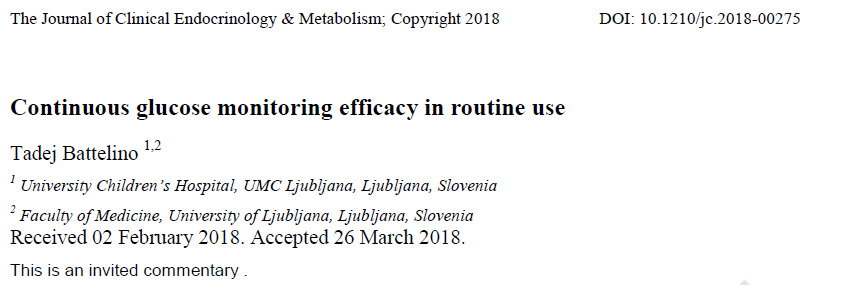 The Journal of Clinical Endocrinology & Metabolism; Copyright 2018 DOI: 10.1210/jc.2018-00275
Continuous glucose monitoring efficacy in routine use
Tadej Battelino 1,2
1 University Children's Hospital, UMC Ljubljana, Ljubljana, Slovenia
2 Faculty of Medicine, University of Ljubljana, Ljubljana, Slovenia
Received 02 February 2018. Accepted 26 March 2018.
This is an invited commentary .